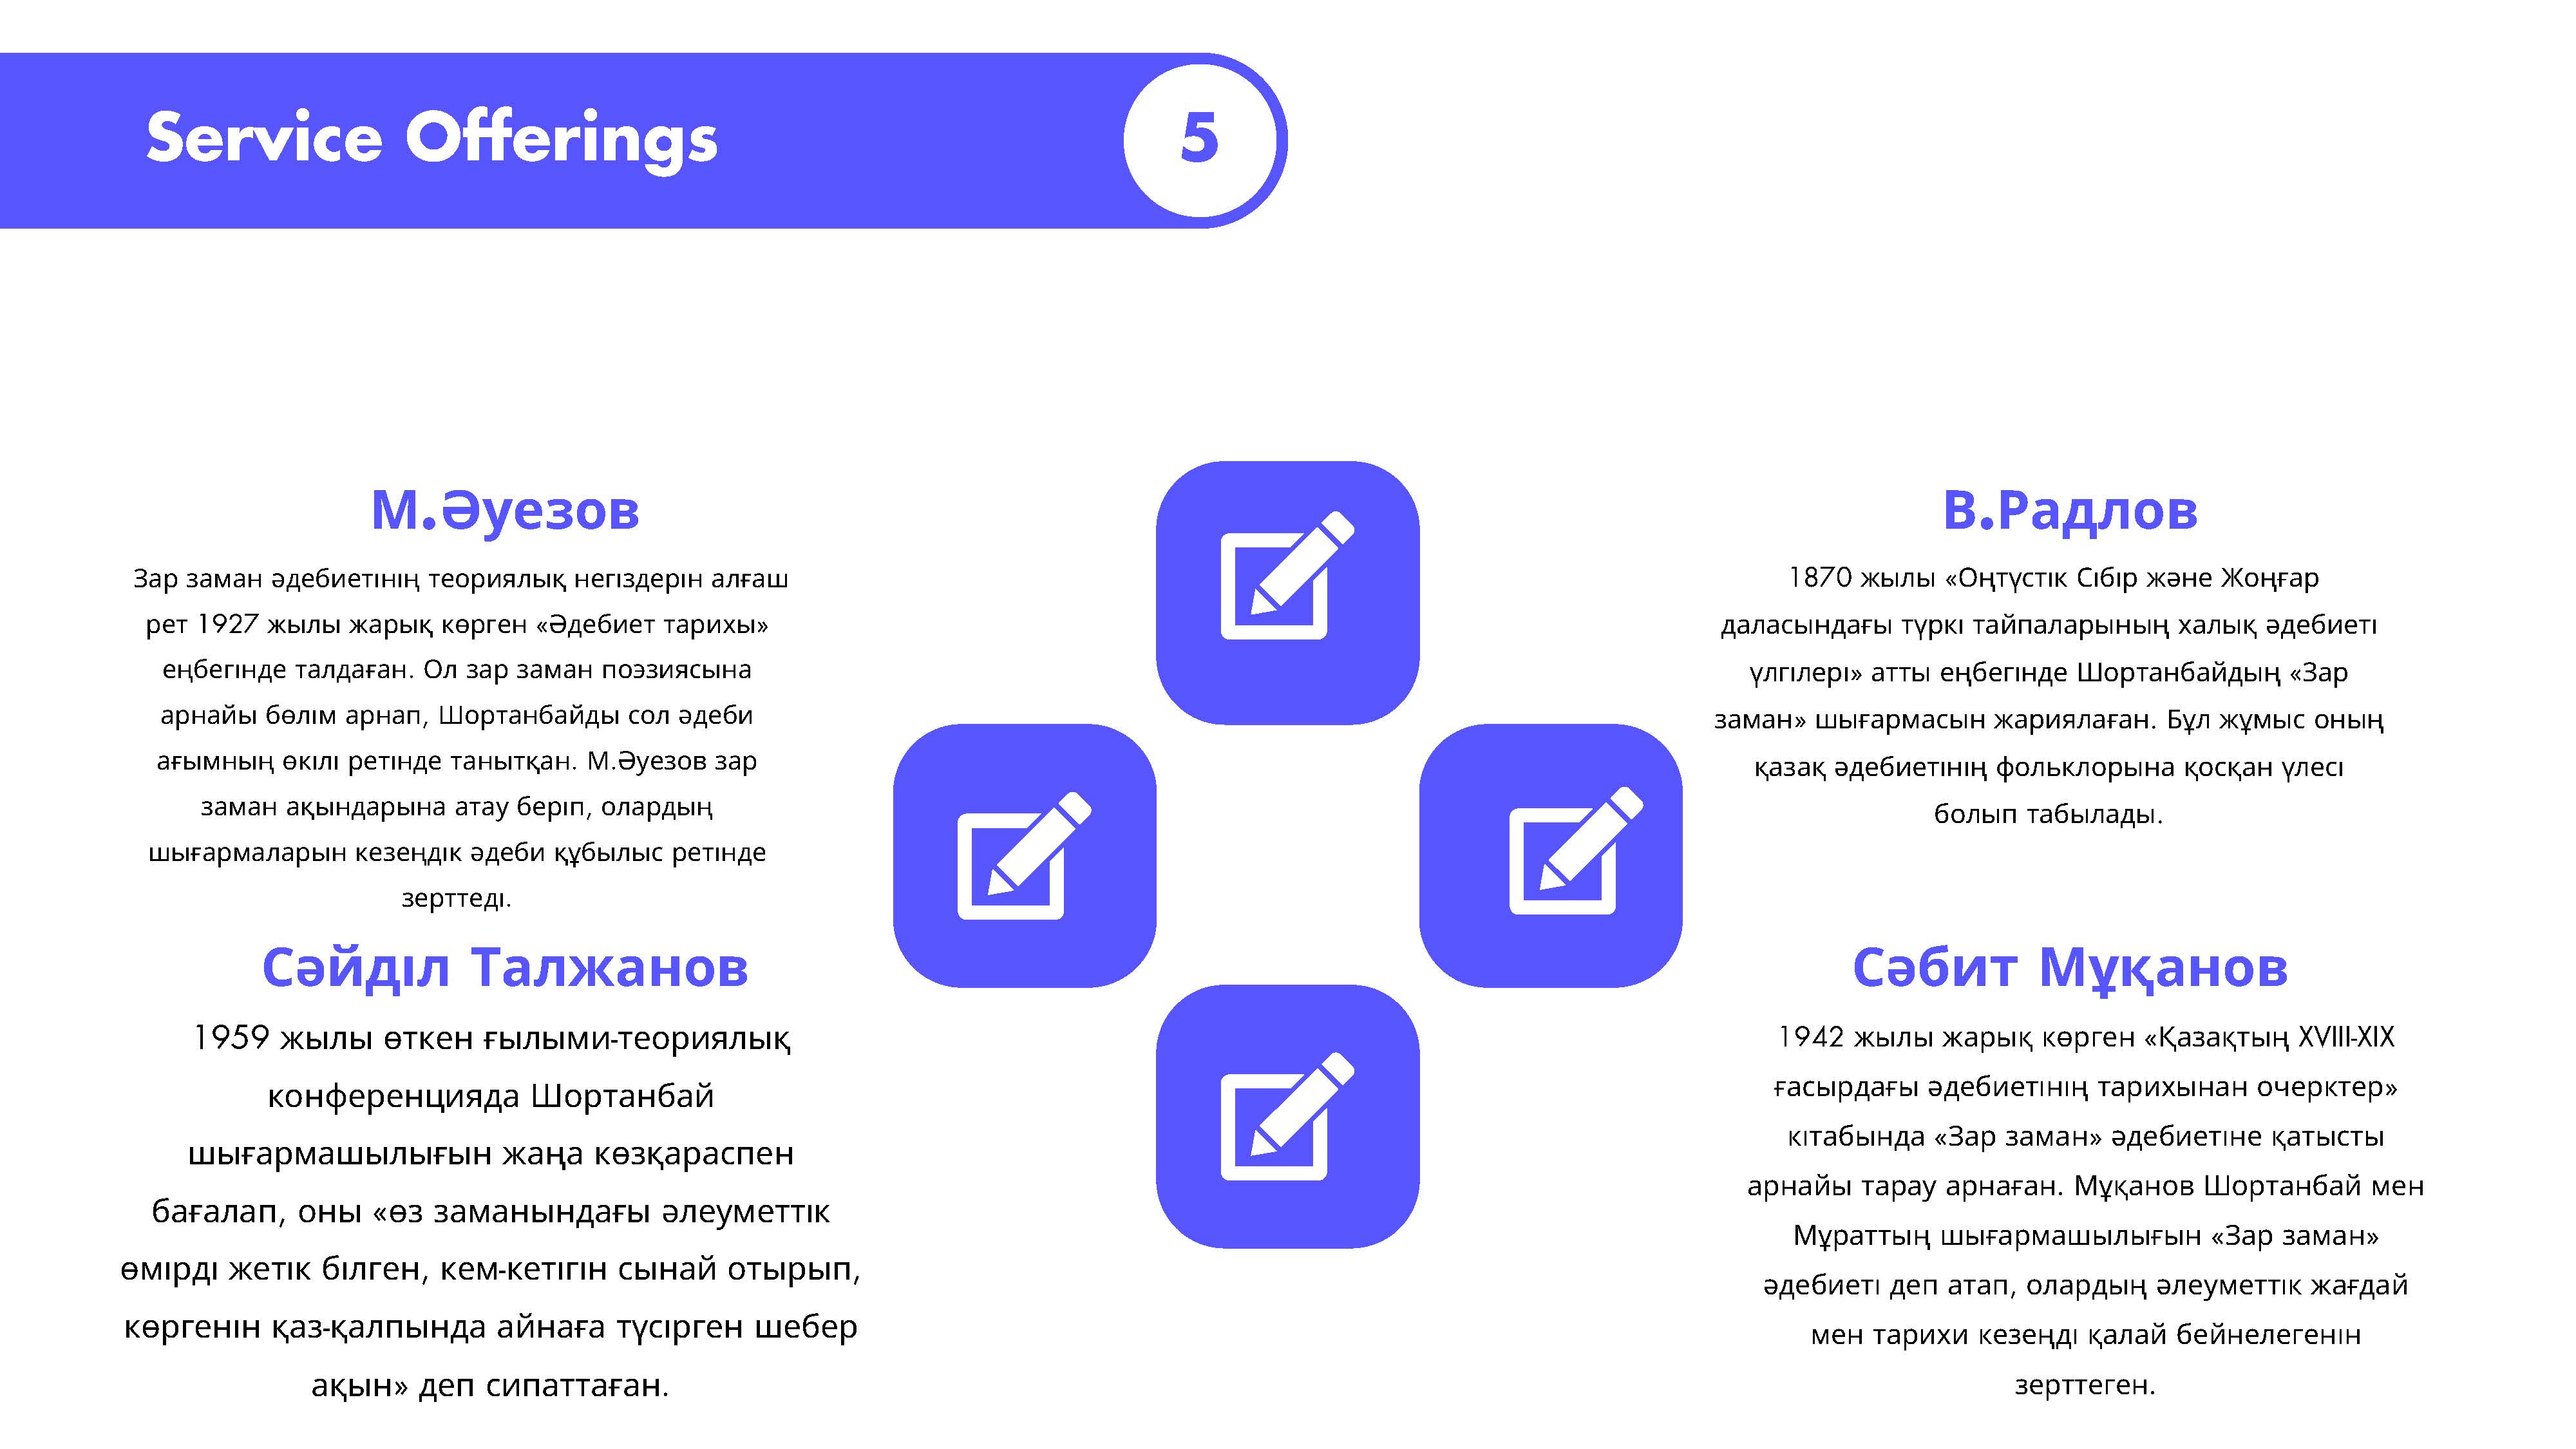 Service Offerings
5
М.Әуезов
Зар заман әдебиетінің теориялық негіздерін алғаш
рет 1927 жылы жарық көрген «Әдебиет тарихы»
еңбегінде талдаған. Ол зар заман поэзиясына
арнайы бөлім арнап, Шортанбайды сол әдеби
ағымның өкілі ретінде танытқан. М.Әуезов зар
заман ақындарына атау беріп, олардың
шығармаларын кезеңдік әдеби құбылыс ретінде
зерттеді.
Сәйділ Талжанов
1959 жылы өткен ғылыми-теориялық
конференцияда Шортанбай
шығармашылығын жаңа көзқараспен
бағалап, оны «өз заманындағы әлеуметтік
өмірді жетік білген, кем-кетігін сынай отырып,
көргенін қаз-қалпында айнаға түсірген шебер
ақын» деп сипаттаған.
В.Радлов
1870 жылы «Оңтүстік Сібір және Жоңғар
даласындағы түркі тайпаларының халық әдебиеті
үлгілері» атты еңбегінде Шортанбайдың «Зар
заман» шығармасын жариялаған. Бұл жұмыс оның
қазақ әдебиетінің фольклорына қосқан үлесі
болып табылады.
Сәбит Мұқанов
1942 жылы жарық көрген «Қазақтың XVIII-XIX
ғасырдағы әдебиетінің тарихынан очерктер»
кітабында «Зар заман» әдебиетіне қатысты
арнайы тарау арнаған. Мұқанов Шортанбай мен
Мұраттың шығармашылығын «Зар заман»
әдебиеті деп атап, олардың әлеуметтік жағдай
мен тарихи кезеңді қалай бейнелегенін
зерттеген.